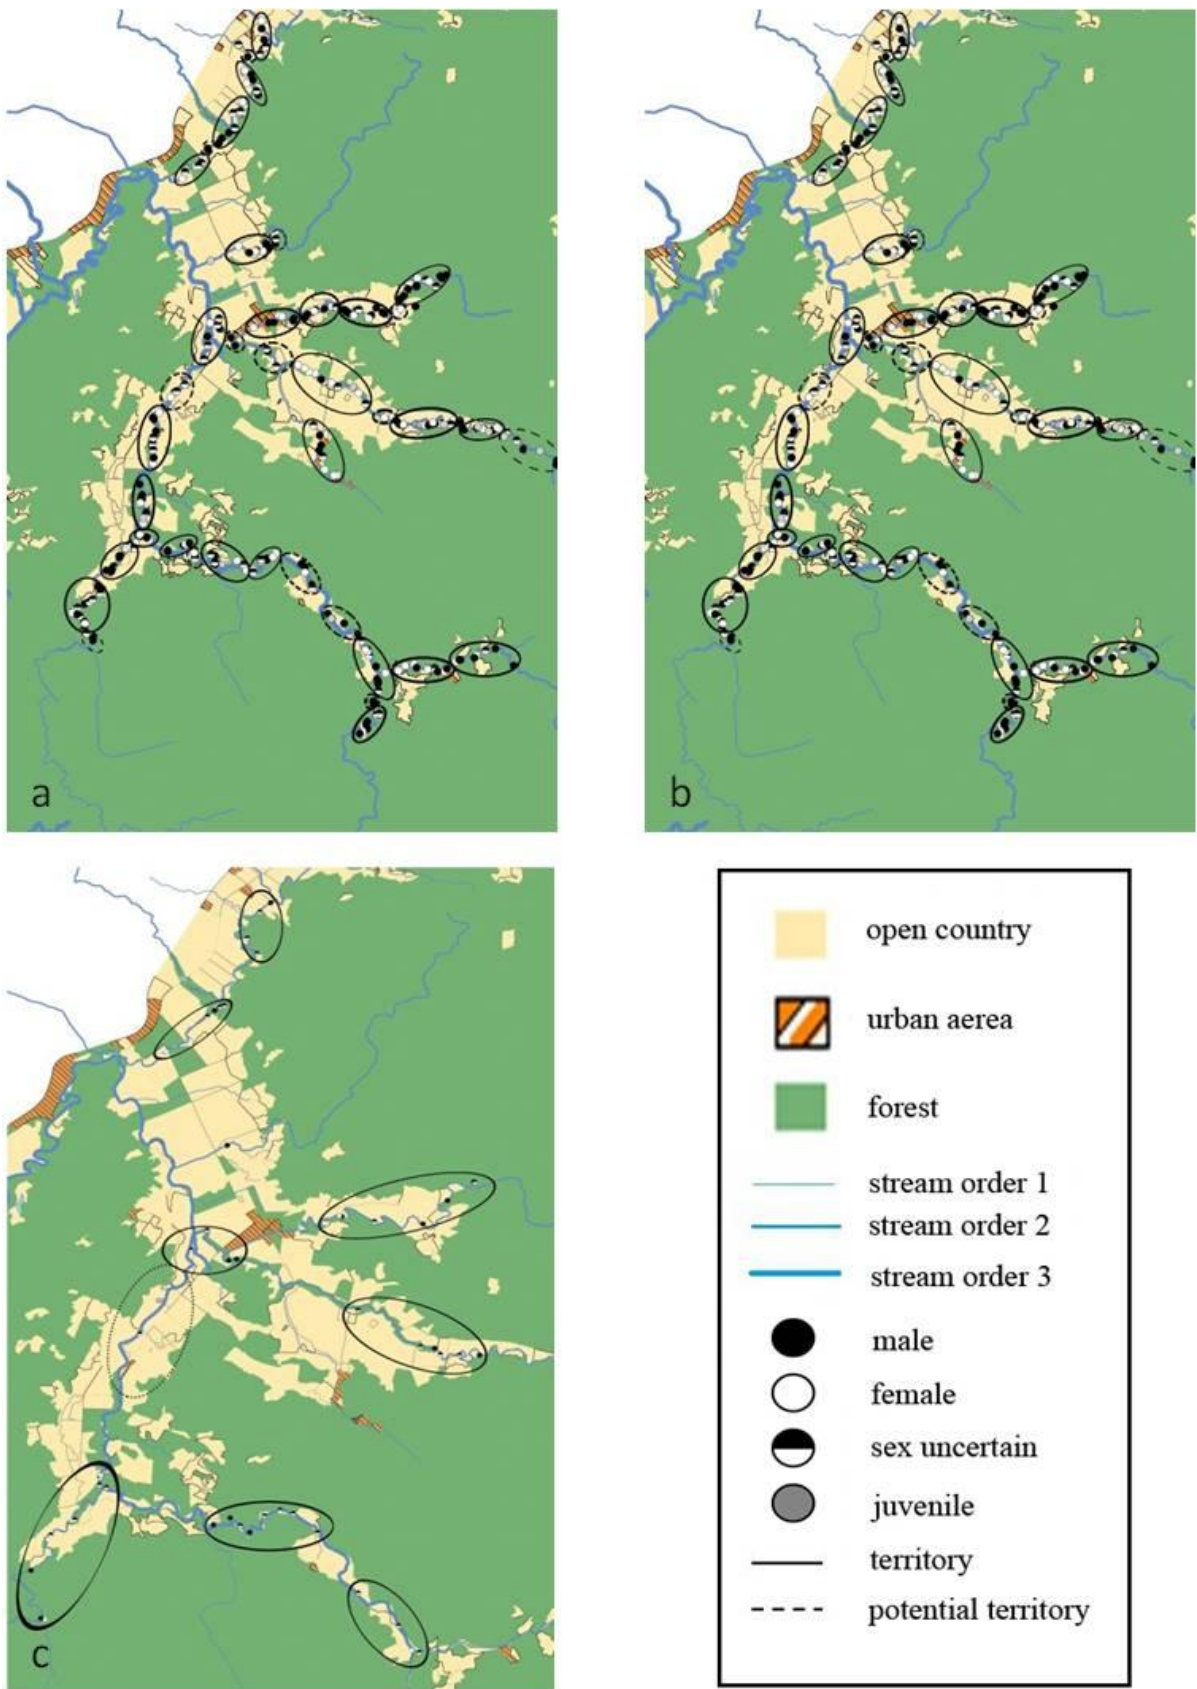 a
b
c
open country
urban aerea
forest
stream order 1
stream order 2
stream order 3
male
female
sex uncertain
juvenile
territory
potential territory